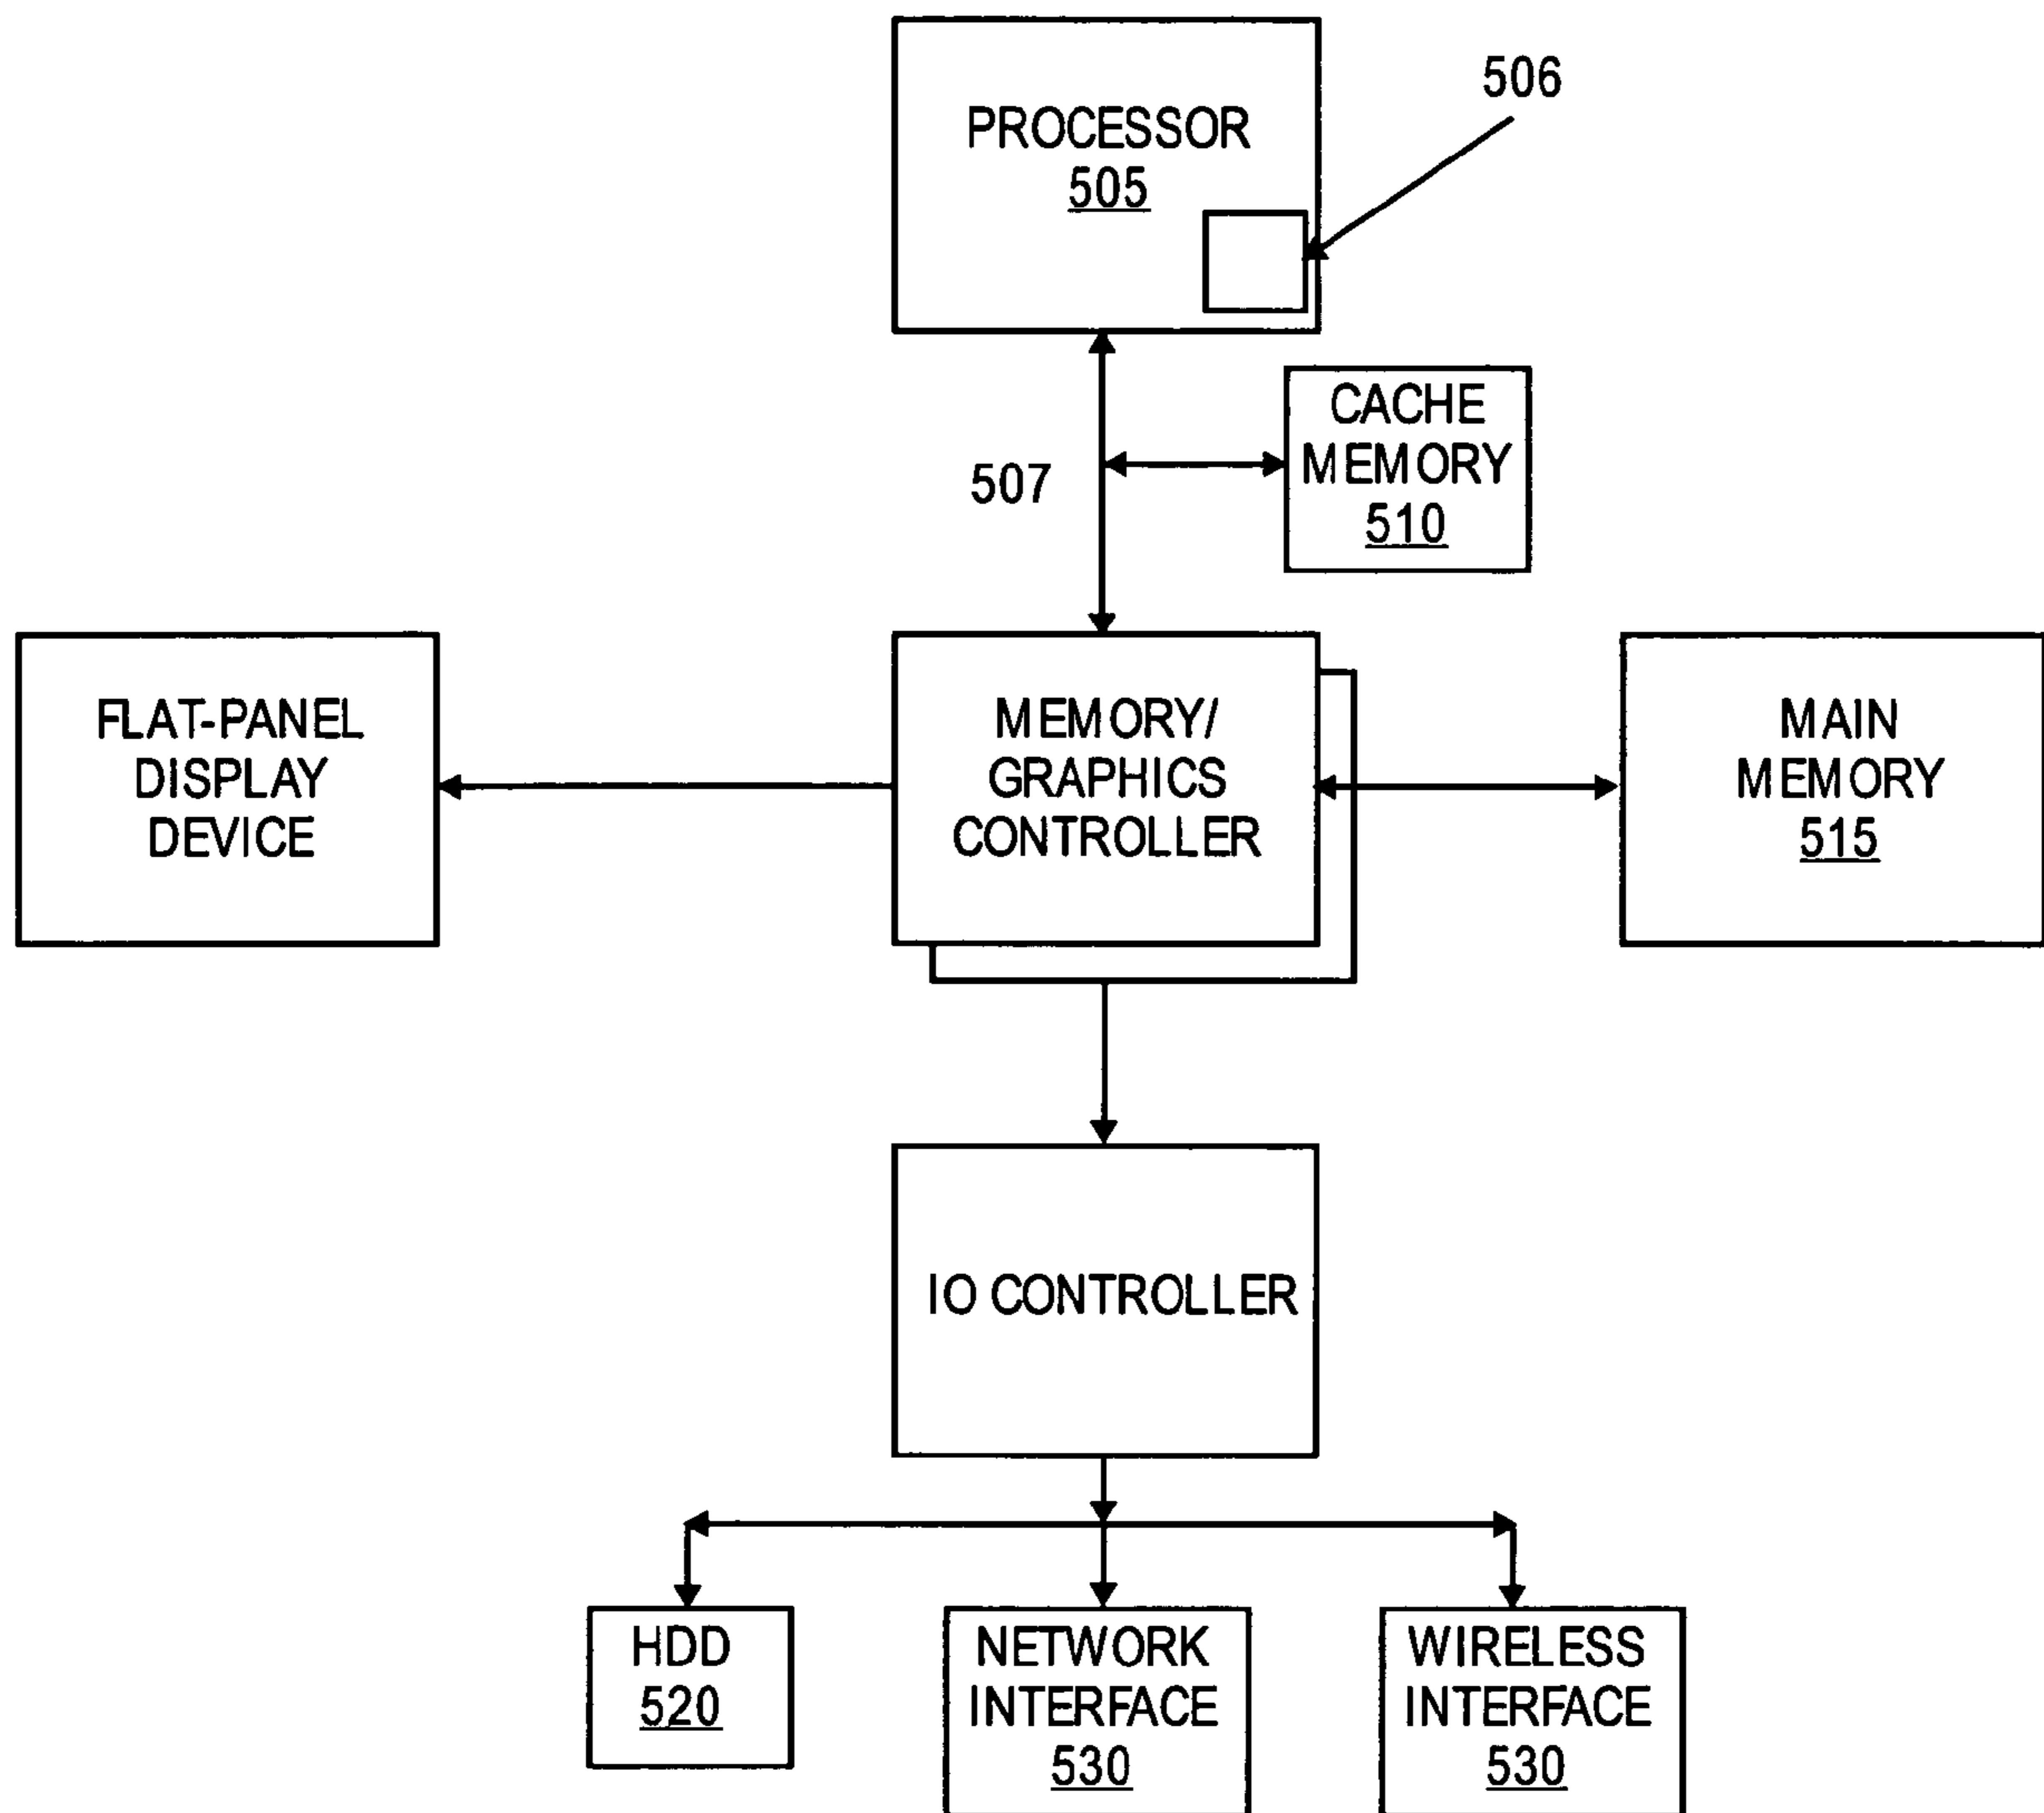 PROCESSOR
505
506
CACHE
MEMORY
510
507
FLAT-PANEL
DISPLAY
DEVICE
MEMORY/
GRAPHICS
CONTROLLER
MAIN
MEMORY
515
IO CONTROLLER
HDD
520
NETWORK
INTERFACE
530
WIRELESS
INTERFACE
530